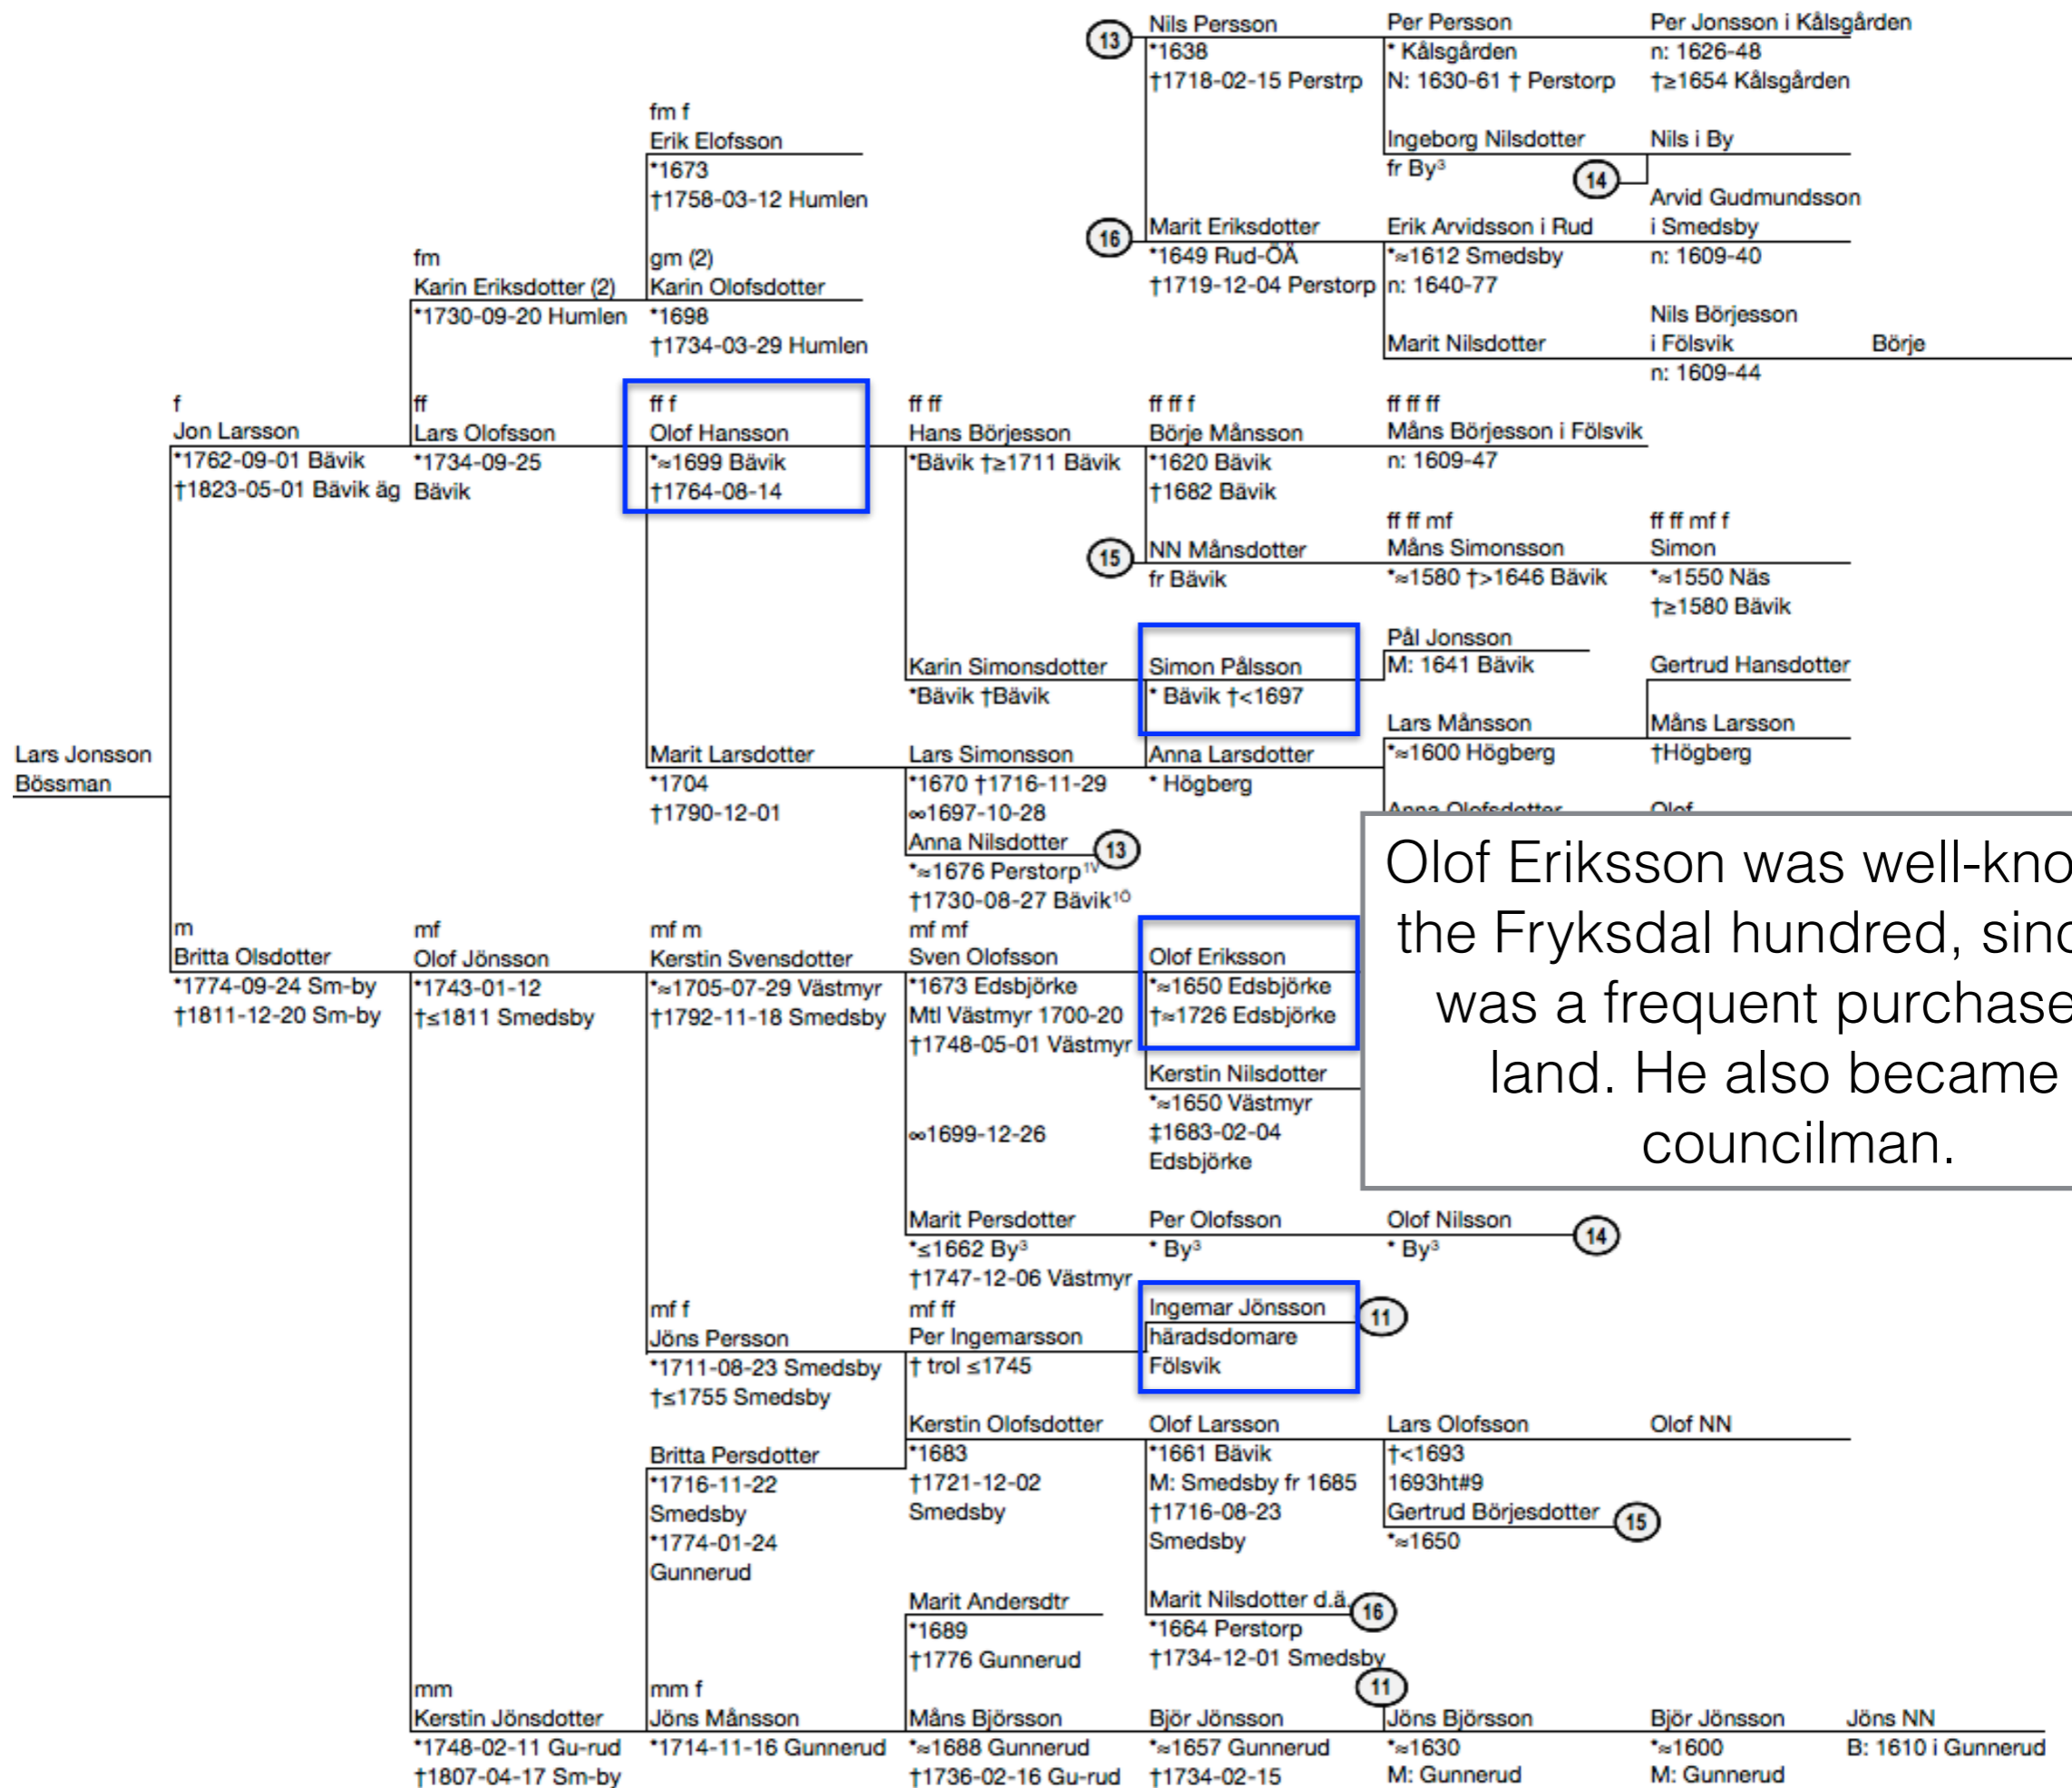 13
Nils Persson
*1638
†1718-02-15 Perstrp
Per Persson
* Kålsgården
N: 1630-61 † Perstorp
Per Jonsson i Kålsgården
n: 1626-48
†≥1654 Kålsgården
Ingeborg Nilsdotter
fr By³
Nils i By
14
16
Marit Eriksdotter
*1649 Rud-ÖÄ
†1719-12-04 Perstorp
Erik Arvidsson i Rud
*≈1612 Smedsby
n: 1640-77
Arvid Gudmundsson
i Smedsby
n: 1609-40
Marit Nilsdotter
Nils Börjesson
i Fölsvik
n: 1609-44
Börje
fm f
Erik Elofsson
*1673
†1758-03-12 Humlen
fm
Karin Eriksdotter (2)
*1730-09-20 Humlen
gm (2)
Karin Olofsdotter
*1698
†1734-03-29 Humlen
f
Jon Larsson
*1762-09-01 Bävik
†1823-05-01 Bävik äg
ff
Lars Olofsson
*1734-09-25
Bävik
ff f
Olof Hansson
*≈1699 Bävik
†1764-08-14
ff ff
Hans Börjesson
*Bävik †≥1711 Bävik
ff ff f
Börje Månsson
*1620 Bävik
†1682 Bävik
ff ff ff
Måns Börjesson i Fölsvik
n: 1609-47
15
NN Månsdotter
fr Bävik
ff ff mf
Måns Simonsson
*≈1580 †>1646 Bävik
ff ff mf f
Simon
*≈1550 Näs
†≥1580 Bävik
Karin Simonsdotter
*Bävik †Bävik
Simon Pålsson
* Bävik †<1697
Pål Jonsson
M: 1641 Bävik
Gertrud Hansdotter
Lars Månsson
*≈1600 Högberg
Måns Larsson
†Högberg
Lars Jonsson
Bössman
Marit Larsdotter
*1704
†1790-12-01
Lars Simonsson
*1670 †1716-11-29
∞1697-10-28
Anna Larsdotter
* Högberg
Anna Olofsdotter
Olof
Anna Nilsdotter
13
*≈1676 Perstorp¹ⱽ
†1730-08-27 Bävik¹Ö
Olof Eriksson was well-kno
the Fryksdal hundred, sinc
was a frequent purchase
land. He also became
councilman.
m
Britta Olsdotter
*1774-09-24 Sm-by
†1811-12-20 Sm-by
mf
Olof Jönsson
*1743-01-12
†≤1811 Smedsby
mf m
Kerstin Svensdotter
*≈1705-07-29 Västmyr
†1792-11-18 Smedsby
mf mf
Sven Olofsson
*1673 Edsbjörke
Mtl Västmyr 1700-20
†1748-05-01 Västmyr
∞1699-12-26
Olof Eriksson
*≈1650 Edsbjörke
†≈1726 Edsbjörke
Kerstin Nilsdotter
*≈1650 Västmyr
‡1683-02-04
Edsbjörke
Marit Persdotter
*≤1662 By³
†1747-12-06 Västmyr
Per Olofsson
* By³
Olof Nilsson
* By³
14
mf f
Jöns Persson
*1711-08-23 Smedsby
†≤1755 Smedsby
mf ff
Per Ingemarsson
† trol ≤1745
Ingemar Jönsson
häradsdomare
Fölsvik
11
Britta Persdotter
*1716-11-22
Smedsby
*1774-01-24
Gunnerud
Kerstin Olofsdotter
*1683
†1721-12-02
Smedsby
Olof Larsson
*1661 Bävik
M: Smedsby fr 1685
†1716-08-23
Smedsby
Lars Olofsson
†<1693
1693ht#9
Olof NN
Gertrud Börjesdotter
*≈1650
15
Marit Andersdtr
*1689
†1776 Gunnerud
Marit Nilsdotter d.ä.
*1664 Perstorp
†1734-12-01 Smedsby
16
mm
Kerstin Jönsdotter
*1748-02-11 Gu-rud
†1807-04-17 Sm-by
mm f
Jöns Månsson
*1714-11-16 Gunnerud
Måns Björsson
*≈1688 Gunnerud
†1736-02-16 Gu-rud
Björ Jönsson
*≈1657 Gunnerud
†1734-02-15
11
Jöns Björsson
*≈1630
M: Gunnerud
Björ Jönsson
*≈1600
M: Gunnerud
Jöns NN
B: 1610 i Gunnerud